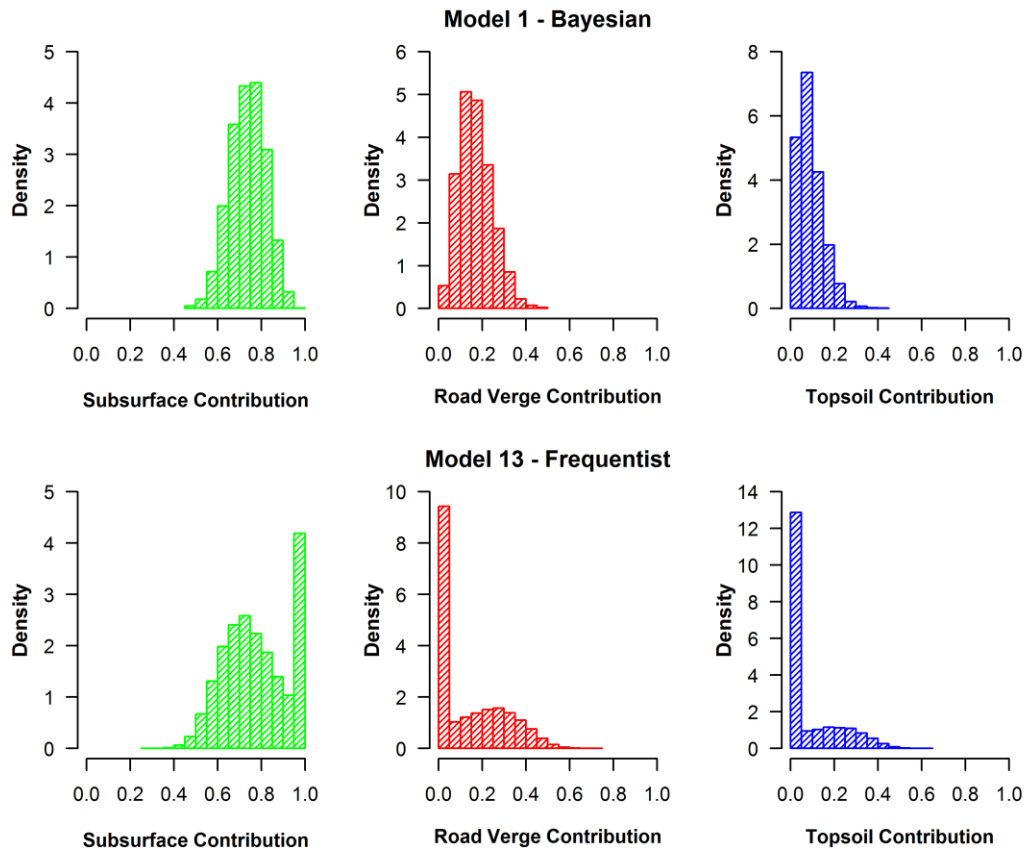 Model 1 - Bayesian
5
4
3
2
1
0
Density
0.0 0.2 0.4 0.6 0.8 1.0
Subsurface Contribution
6
5
4
3
2
1
0
Density
0.0 0.2 0.4 0.6 0.8 1.0
Road Verge Contribution
8
6
4
2
0
Density
0.0 0.2 0.4 0.6 0.8 1.0
Topsoil Contribution
Model 13 - Frequentist
5
4
3
2
1
0
Density
0.0 0.2 0.4 0.6 0.8 1.0
Subsurface Contribution
10
8
6
4
2
0
Density
0.0 0.2 0.4 0.6 0.8 1.0
Road Verge Contribution
14
12
10
8
6
4
2
0
Density
0.0 0.2 0.4 0.6 0.8 1.0
Topsoil Contribution